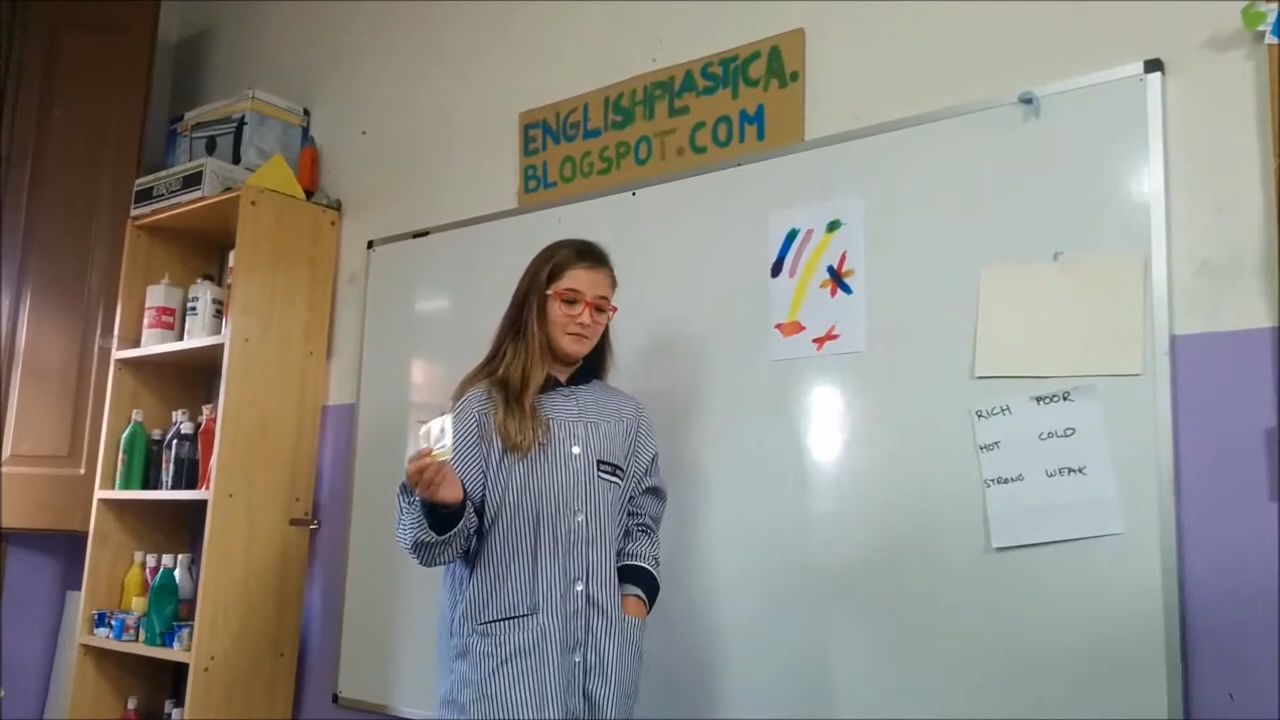 ENGLISHPLASTICA.
BLOGSPOT.COM
RICH POOR
HOT COLD
STRONG WEAK